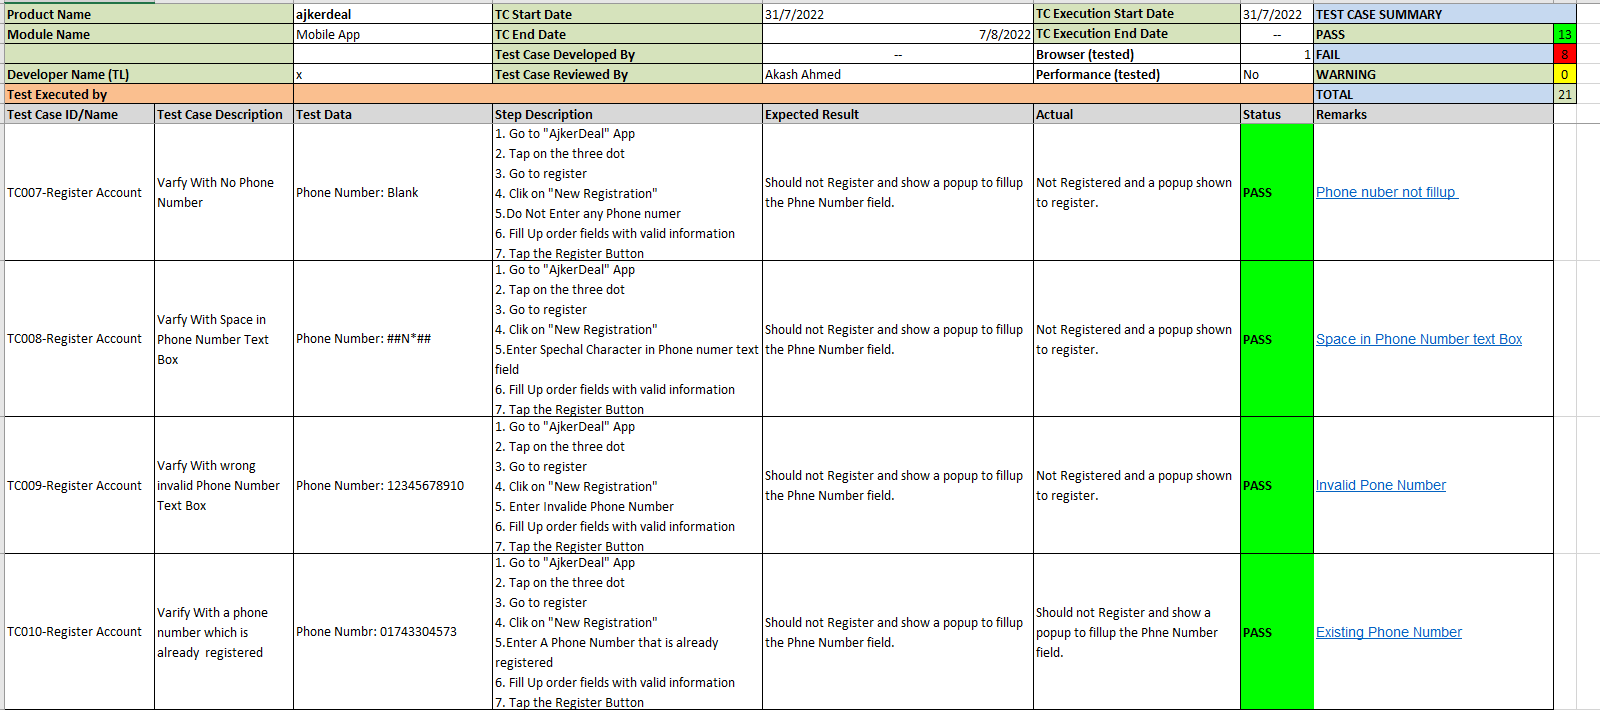 Product Name ajkerdeal TC Start Date 31/7/2022 TC Execution Start Date 31/7/2022 TEST CASE SUMMARY
Module Name Mobile App TC End Date 7/8/2022 TC Execution End Date -- PASS 13
Test Case Developed By -- Browser (tested) 1 FAIL 8
Developer Name (TL) x Test Case Reviewed By Akash Ahmed Performance (tested) No WARNING 0
Test Executed by TOTAL 21
Test Case ID/Name Test Case Description Test Data Step Description Expected Result Actual Status Remarks
TC007-Register Account
Varfy With No Phone
Number
Phone Number: Blank
1. Go to "AjkerDeal" App
2. Tap on the three dot
3. Go to register
4. Clik on "New Registration"
5.Do Not Enter any Phone numer
6. Fill Up order fields with valid information
7. Tap the Register Button
Should not Register and show a popup to fillup
the Phne Number field.
Not Registered and a popup shown
to register.
PASS
Phone nuber not fillup
TC008-Register Account
Varfy With Space in
Phone Number Text
Box
Phone Number: ##N*##
1. Go to "AjkerDeal" App
2. Tap on the three dot
3. Go to register
4. Clik on "New Registration"
5.Enter Spechal Character in Phone numer text
field
6. Fill Up order fields with valid information
7. Tap the Register Button
Should not Register and show a popup to fillup
the Phne Number field.
Not Registered and a popup shown
to register.
PASS
Space in Phone Number text Box
TC009-Register Account
Varfy With wrong
invalid Phone Number
Text Box
Phone Number: 12345678910
1. Go to "AjkerDeal" App
2. Tap on the three dot
3. Go to register
4. Clik on "New Registration"
5. Enter Invalide Phone Number
6. Fill Up order fields with valid information
7. Tap the Register Button
Should not Register and show a popup to fillup
the Phne Number field.
Not Registered and a popup shown
to register.
PASS
Invalid Pone Number
TC010-Register Account
Varify With a phone
number which is
already registered
Phone Numbr: 01743304573
1. Go to "AjkerDeal" App
2. Tap on the three dot
3. Go to register
4. Clik on "New Registration"
5.Enter A Phone Number that is already
registered
6. Fill Up order fields with valid information
7. Tap the Register Button
Should not Register and show a popup to fillup
the Phne Number field.
Should not Register and show a
popup to fillup the Phne Number
field.
PASS
Existing Phone Number